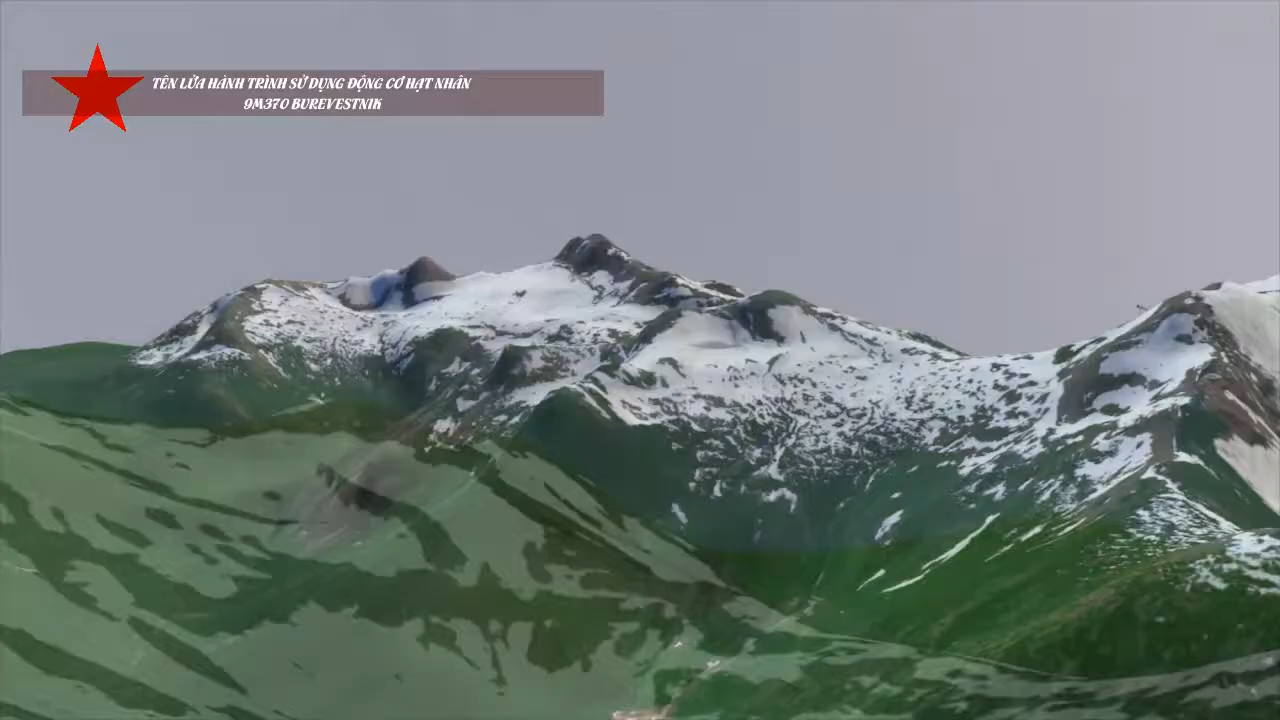 TÊN LỬA HÀNH TRÌNH SỬ DỤNG ĐỘNG CƠ HẠT NHÂN
9M370 BUREVESTNIK